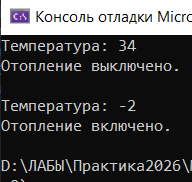 Консоль отладки Micro
Температура: 34
Отопление выключено.
Температура: -2
Отопление включено.
D:\ЛАБЫ\Практика2026\